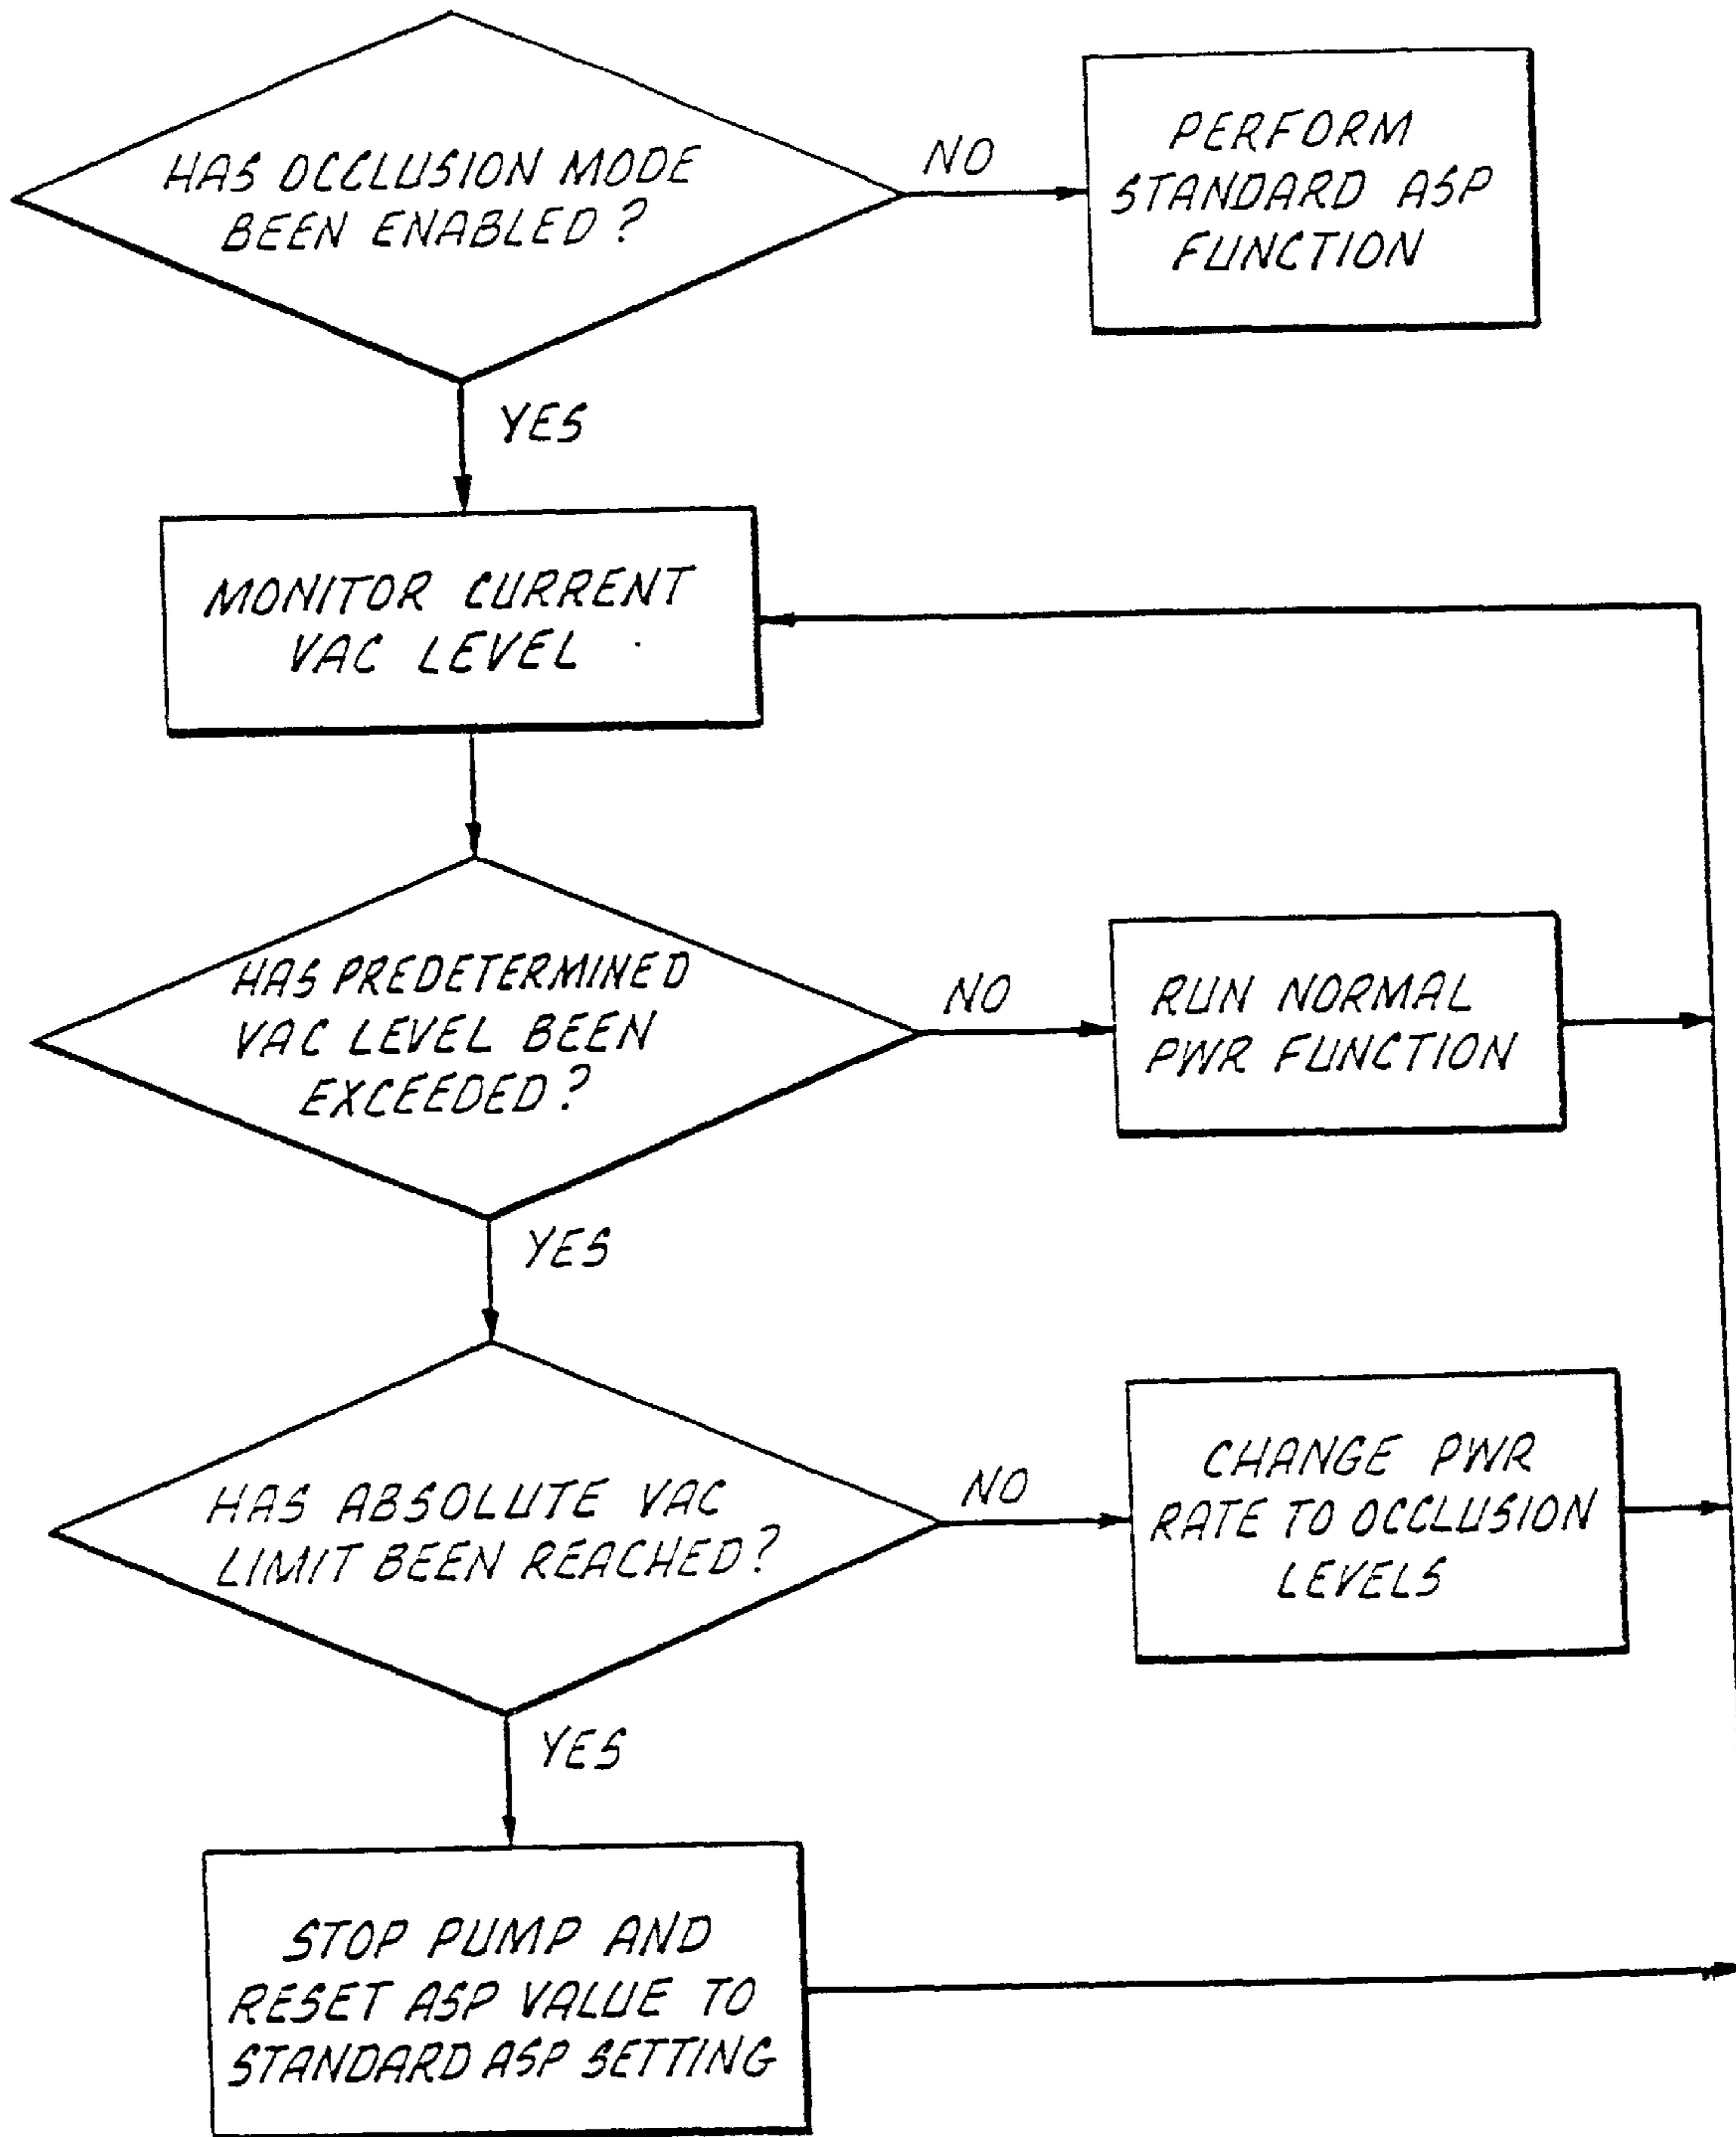 HAS OCCLUSION MODE
BEEN ENABLED?
NO
PERFORM
STANDARD ASP
FUNCTION
YES
MONITOR CURRENT
VAC LEVEL
HAS PREDETERMINED
VAC LEVEL BEEN
EXCEEDED?
NO
RUN NORMAL
PWR FUNCTION
YES
HAS ABSOLUTE VAC
LIMIT BEEN REACHED?
NO
CHANGE PWR
RATE TO OCCLUSION
LEVELS
YES
STOP PUMP AND
RESET ASP VALUE TO
STANDARD ASP SETTING